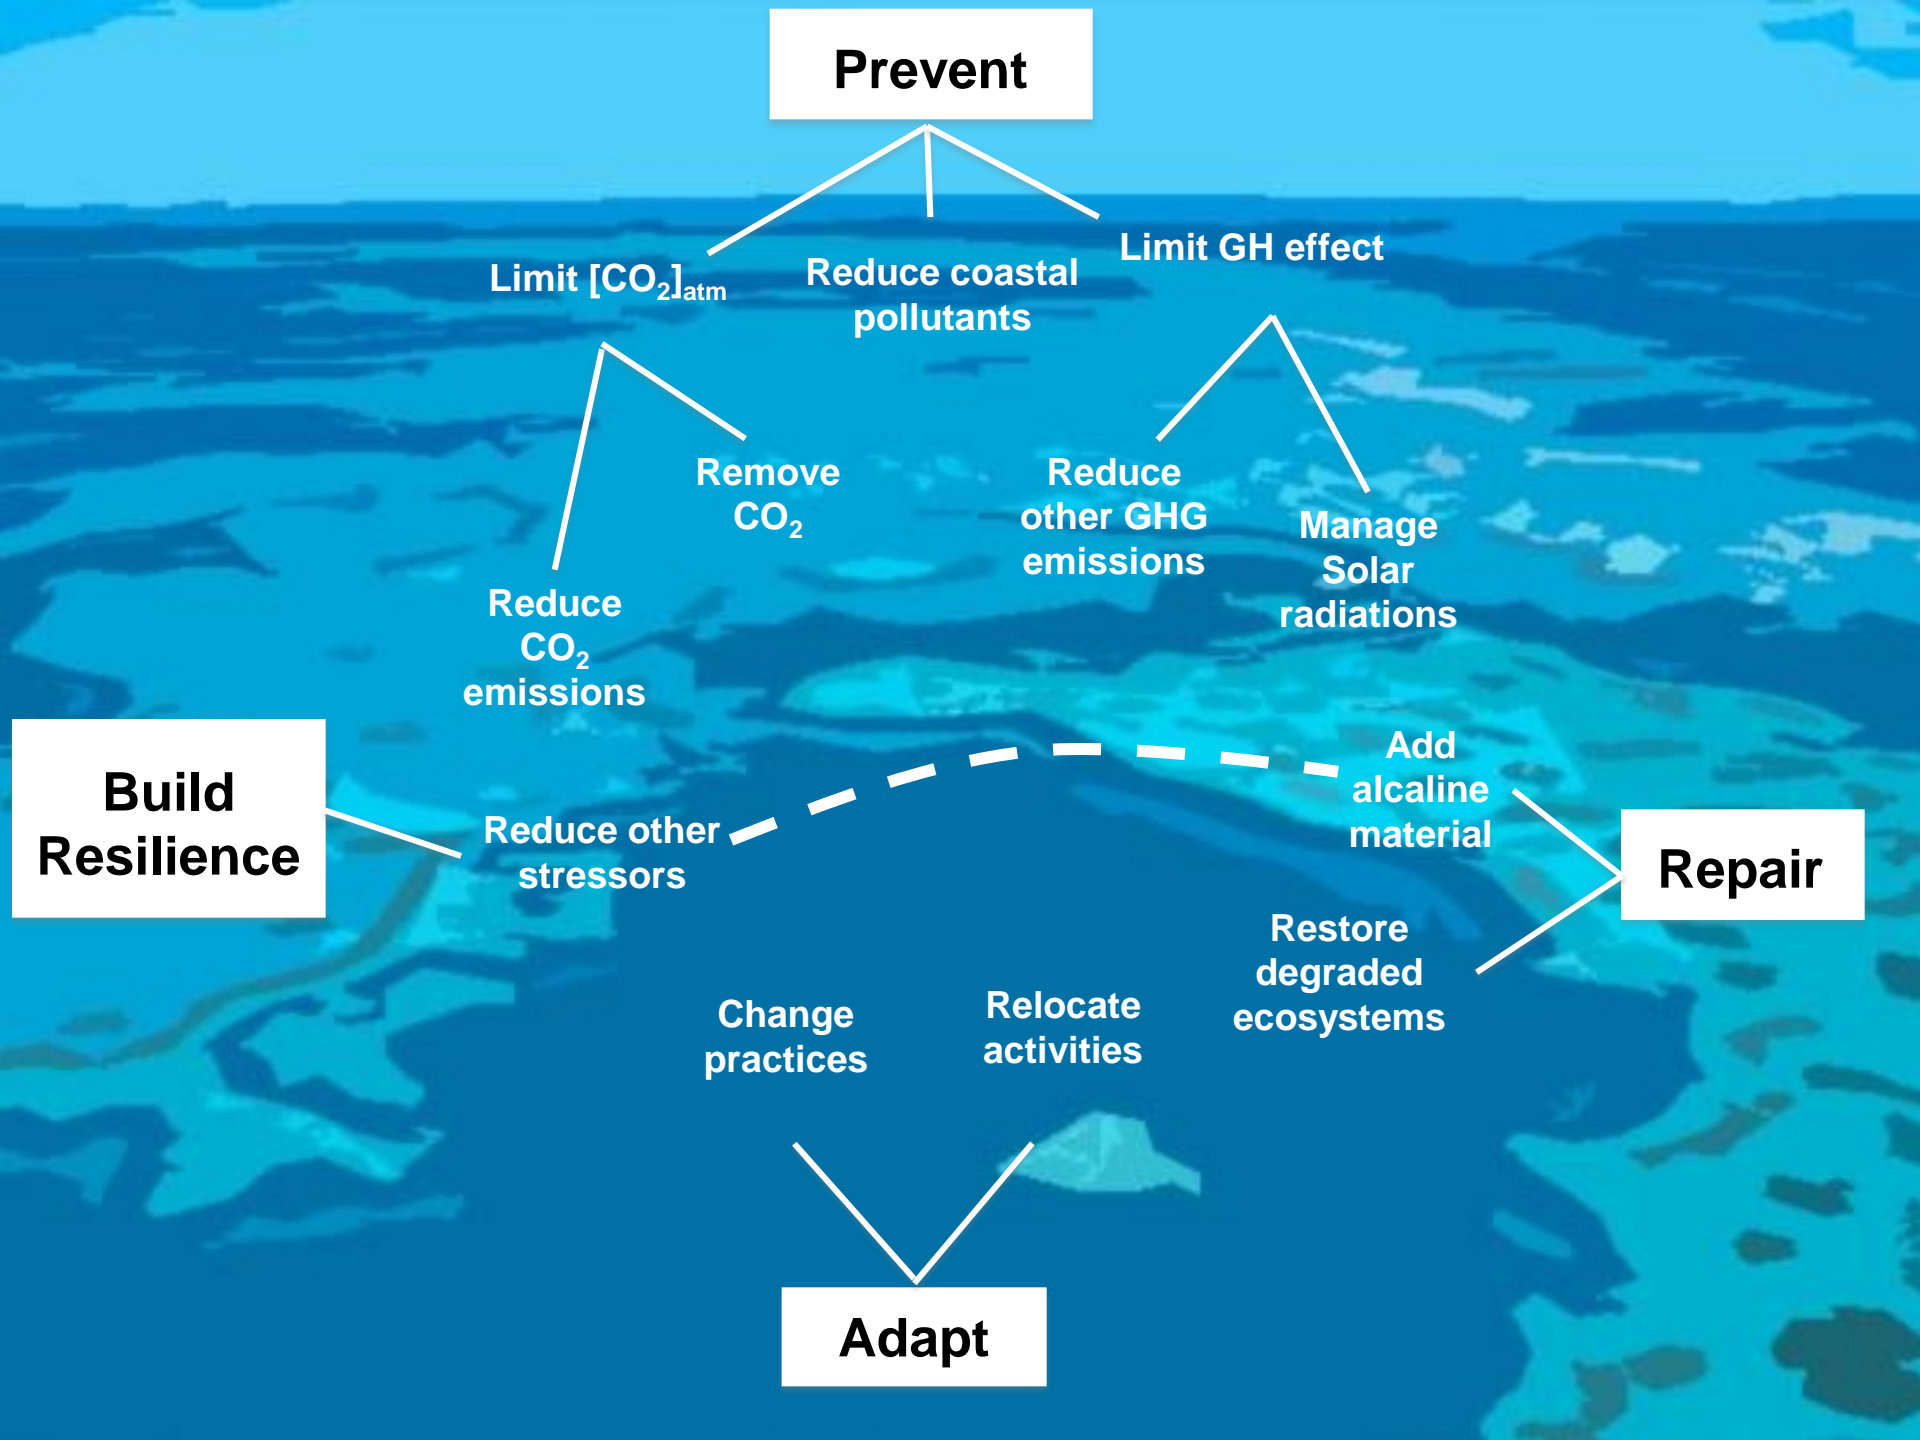 Prevent
Limit [CO₂]ₐₜₘ
Reduce coastal
pollutants
Limit GH effect
Remove
CO₂
Reduce
other GHG
emissions
Manage
Solar
radiations
Reduce
CO₂
emissions
Build
Resilience
Reduce other
stressors
Add
alcaline
material
Repair
Restore
degraded
ecosystems
Change
practices
Relocate
activities
Adapt